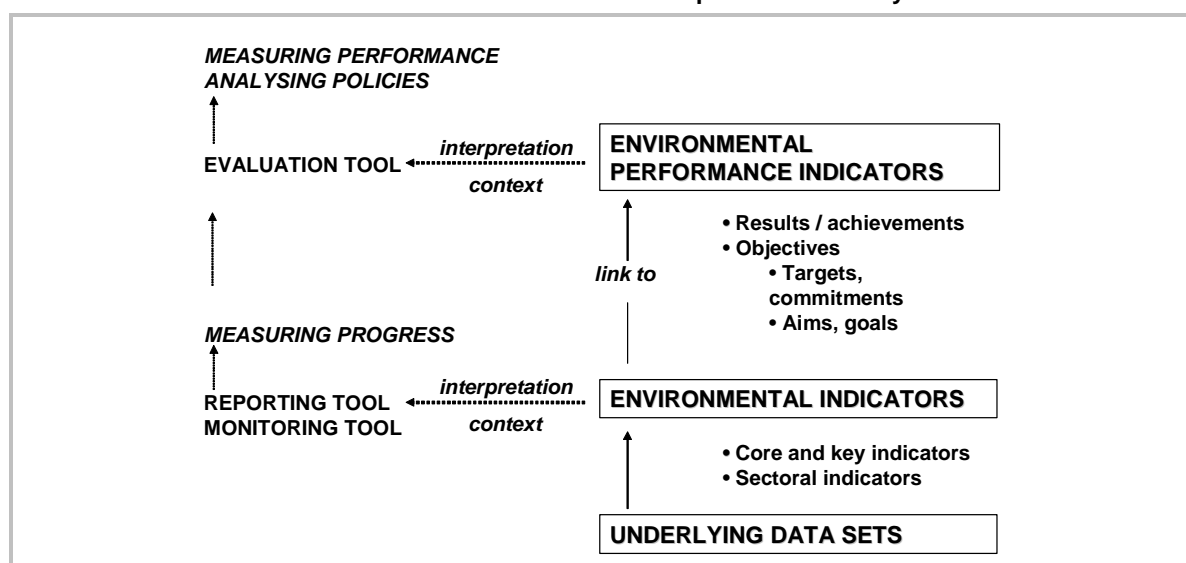 MEASURING PERFORMANCE
ANALYSING POLICIES
EVALUATION TOOL
interpretation
context
ENVIRONMENTAL
PERFORMANCE INDICATORS
• Results / achievements
• Objectives
• Targets,
commitments
• Aims, goals
link to
MEASURING PROGRESS
REPORTING TOOL
MONITORING TOOL
interpretation
context
ENVIRONMENTAL INDICATORS
• Core and key indicators
• Sectoral indicators
UNDERLYING DATA SETS